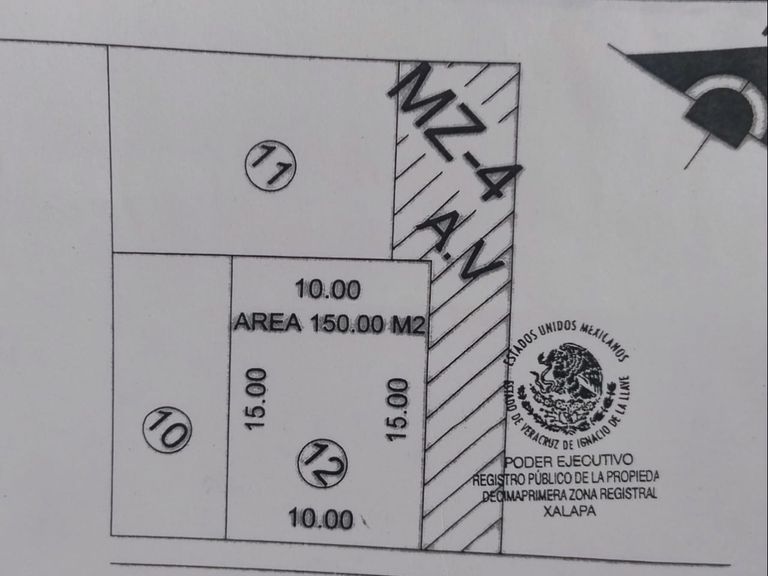 MZ-4
A.V
11
10.00
AREA 150.00 M2
15.00
15.00
10
12
10.00
ESTADOS UNIDOS MEXICANOS
ESTADO DE VERACRUZ DE IGNACIO DE LA LLAVE
PODER EJECUTIVO
REGISTRO PÚBLICO DE LA PROPIEDA
DECIMAPRIMERA ZONA REGISTRAL
XALAPA